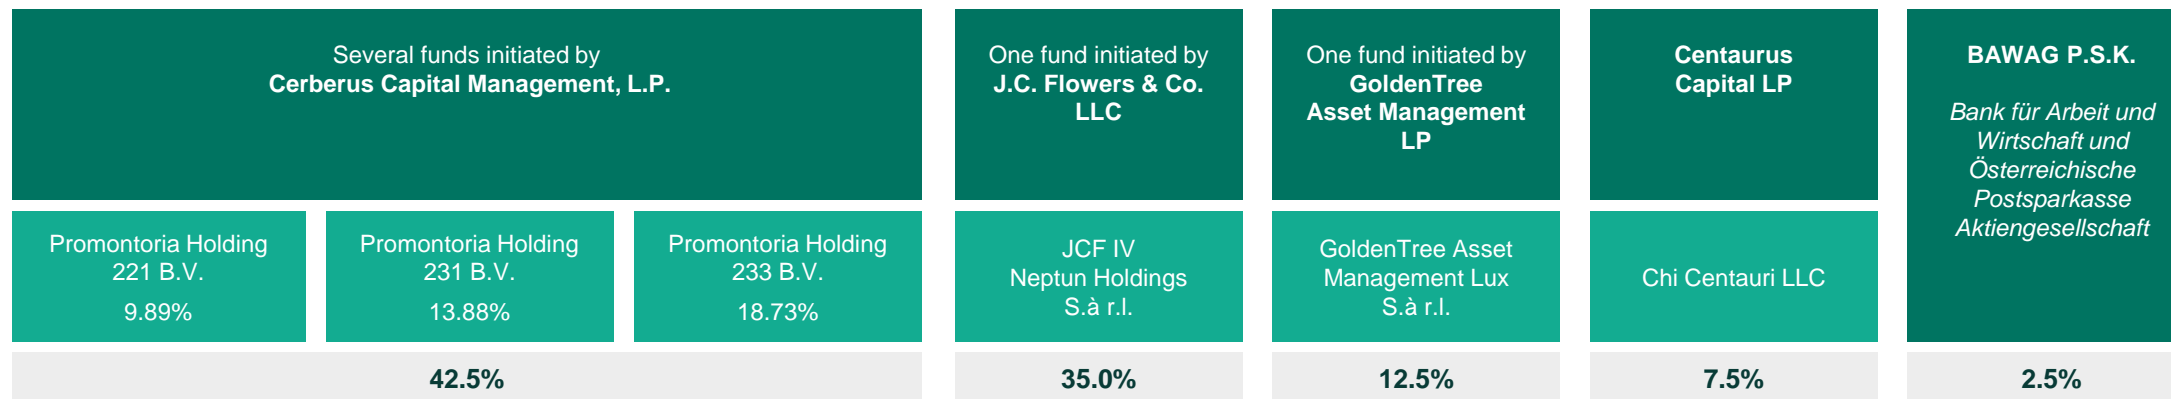 Several funds initiated by
Cerberus Capital Management, L.P.
Promontoria Holding
221 B.V.
9.89%
Promontoria Holding
231 B.V.
13.88%
Promontoria Holding
233 B.V.
18.73%
42.5%
One fund initiated by
J.C. Flowers & Co.
LLC
JCF IV
Neptun Holdings
S.à r.l.
35.0%
One fund initiated by
GoldenTree
Asset Management
LP
GoldenTree Asset
Management Lux
S.à r.l.
12.5%
Centaurus
Capital LP
Chi Centauri LLC
7.5%
BAWAG P.S.K.
Bank für Arbeit und
Wirtschaft und
Österreichische
Postsparkasse
Aktiengesellschaft
2.5%